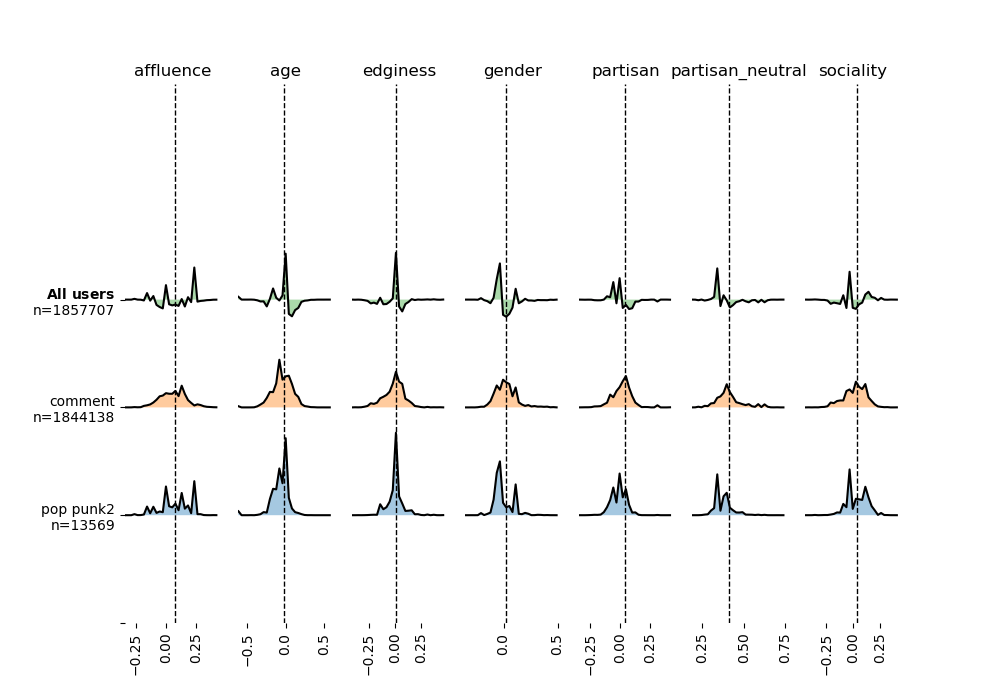 affluence age edginess gender partisan partisan_neutral sociality
All users
n=1857707
comment
n=1844138
pop punk2
n=13569
−0.25 0.00 0.25 −0.5 0.0 0.5 −0.25 0.00 0.25 0.0 0.5 −0.25 0.00 0.25 0.25 0.50 0.75 −0.25 0.00 0.25